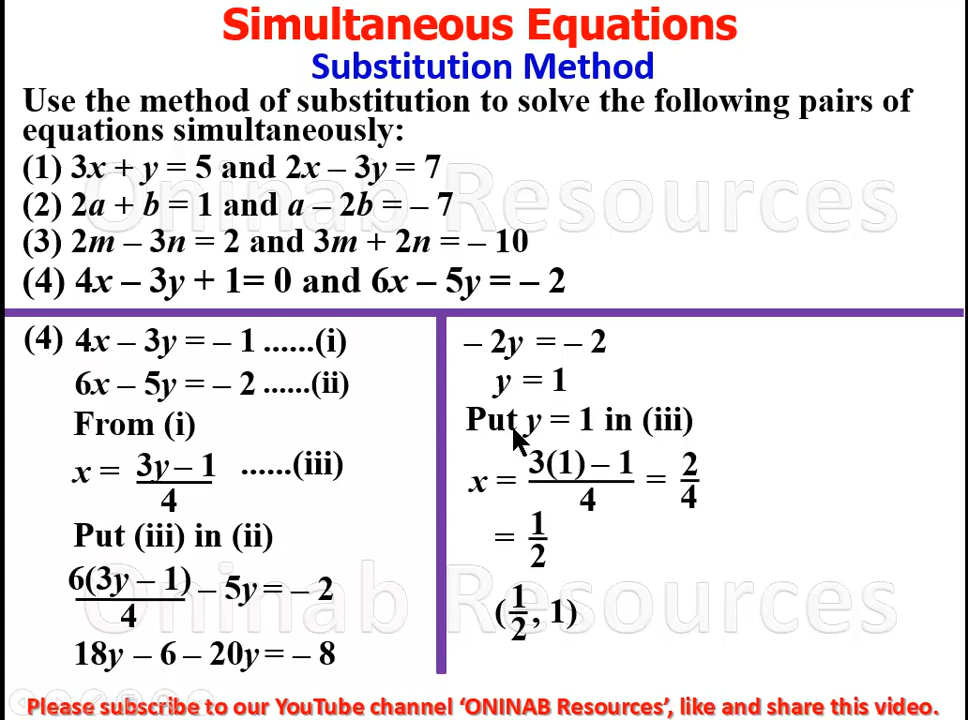 Simultaneous Equations
Substitution Method
Use the method of substitution to solve the following pairs of
equations simultaneously:
(1) 3x + y = 5 and 2x – 3y = 7
(2) 2a + b = 1 and a – 2b = – 7
(3) 2m – 3n = 2 and 3m + 2n = – 10
(4) 4x – 3y + 1= 0 and 6x – 5y = – 2
Oninab Resources
(4) 4x – 3y = – 1 ......(i)
6x – 5y = – 2 ......(ii)
From (i)
x = (3y – 1)/4 ......(iii)
Put (iii) in (ii)
6(3y – 1)/4 – 5y = – 2
18y – 6 – 20y = – 8
– 2y = – 2
y = 1
Put y = 1 in (iii)
x = (3(1) – 1)/4 = 2/4
= 1/2
(1/2, 1)
Oninab Resources
Please subscribe to our YouTube channel ‘ONINAB Resources’, like and share this video.